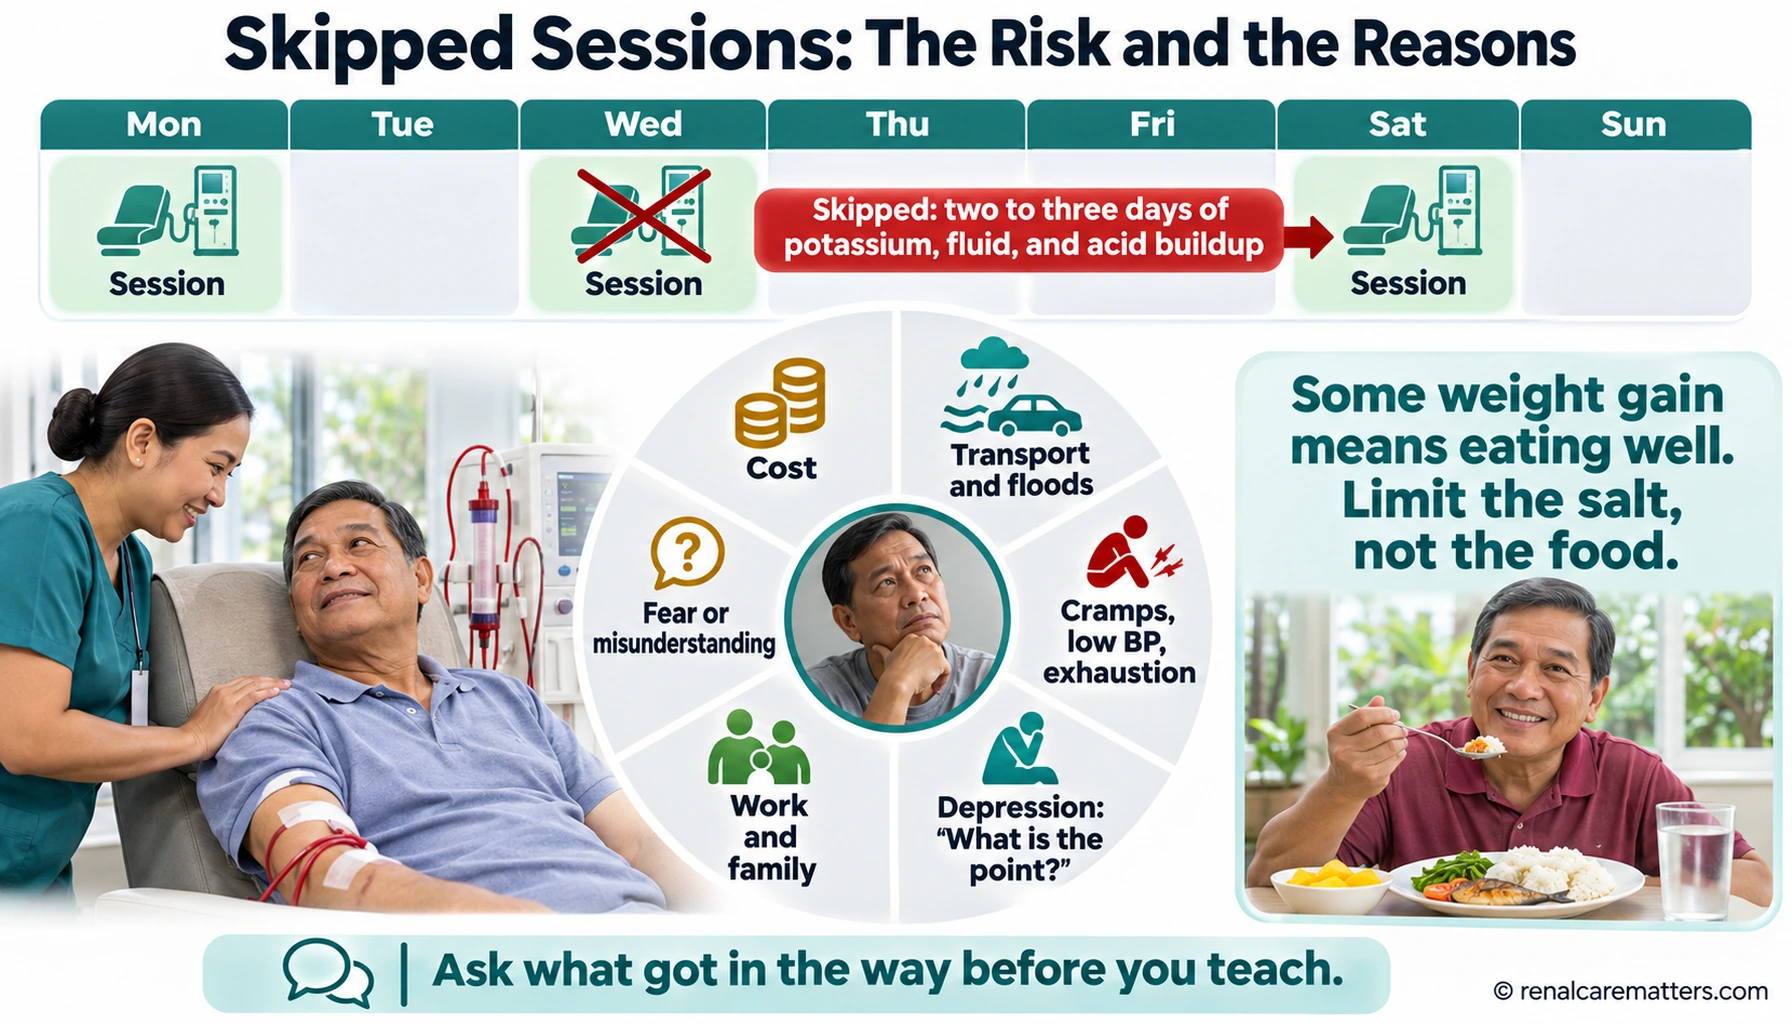 Skipped Sessions: The Risk and the Reasons
Mon
Tue
Wed
Thu
Fri
Sat
Sun
Session
Session
Skipped: two to three days of
potassium, fluid, and acid buildup
Session
Cost
Transport
and floods
Fear or
misunderstanding
Cramps,
low BP,
exhaustion
Work
and
family
Depression:
“What is the
point?”
Some weight gain
means eating well.
Limit the salt,
not the food.
Ask what got in the way before you teach.
© renalcarematters.com